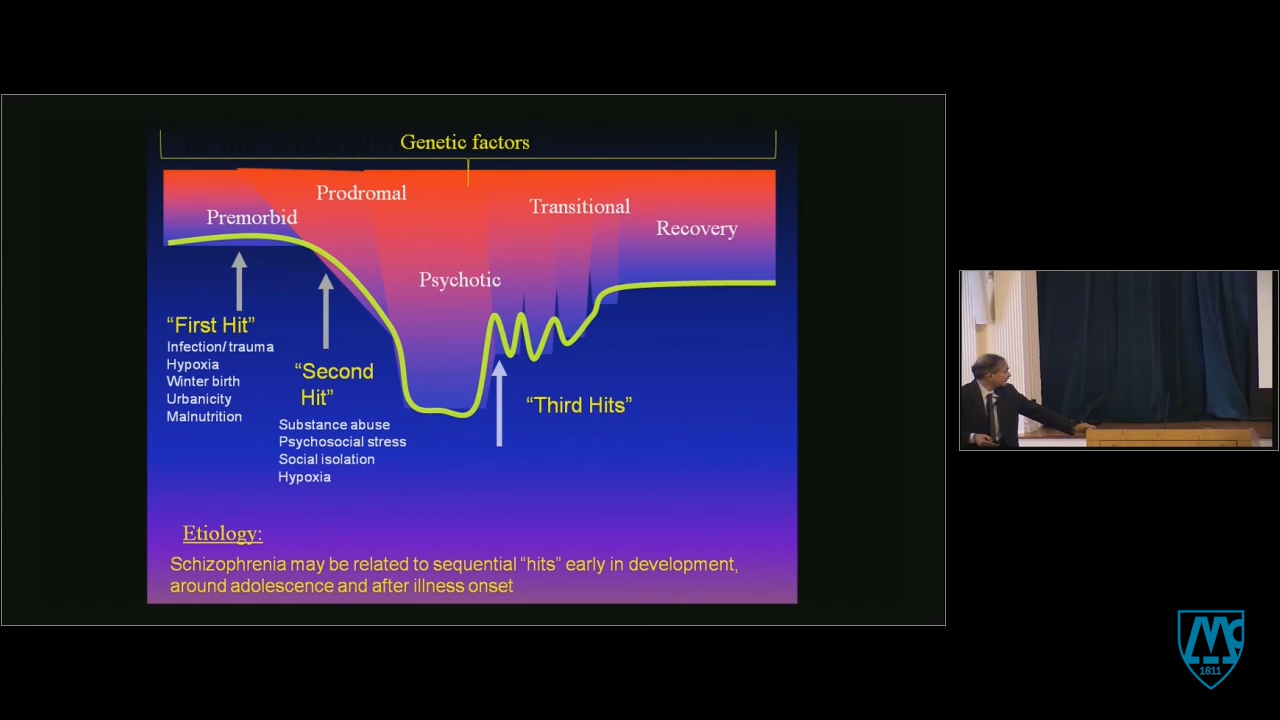 Genetic factors
Prodromal
Premorbid
Transitional
Recovery
Psychotic
“First Hit”
Infection/trauma
Hypoxia
Winter birth
Urbanicity
Malnutrition
“Second
Hit”
Substance abuse
Psychosocial stress
Social isolation
Hypoxia
“Third Hits”
Etiology:
Schizophrenia may be related to sequential “hits” early in development,
around adolescence and after illness onset
1811